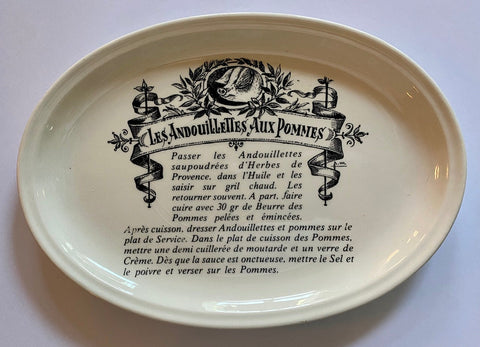 Les Andouillettes Aux Pommes
Passer les Andouillettes
saupoudrées d'Herbes de
Provence, dans l'Huile et les
saisir sur gril chaud. Les
retourner souvent. A part, faire
cuire avec 30 gr de Beurre des
Pommes pelées et émincées.
Après cuisson, dresser Andouillettes et pommes sur le
plat de Service. Dans le plat de cuisson des Pommes,
mettre une demi cuillerée de moutarde et un verre de
Crème. Dès que la sauce est onctueuse, mettre le Sel et
le poivre et verser sur les Pommes.